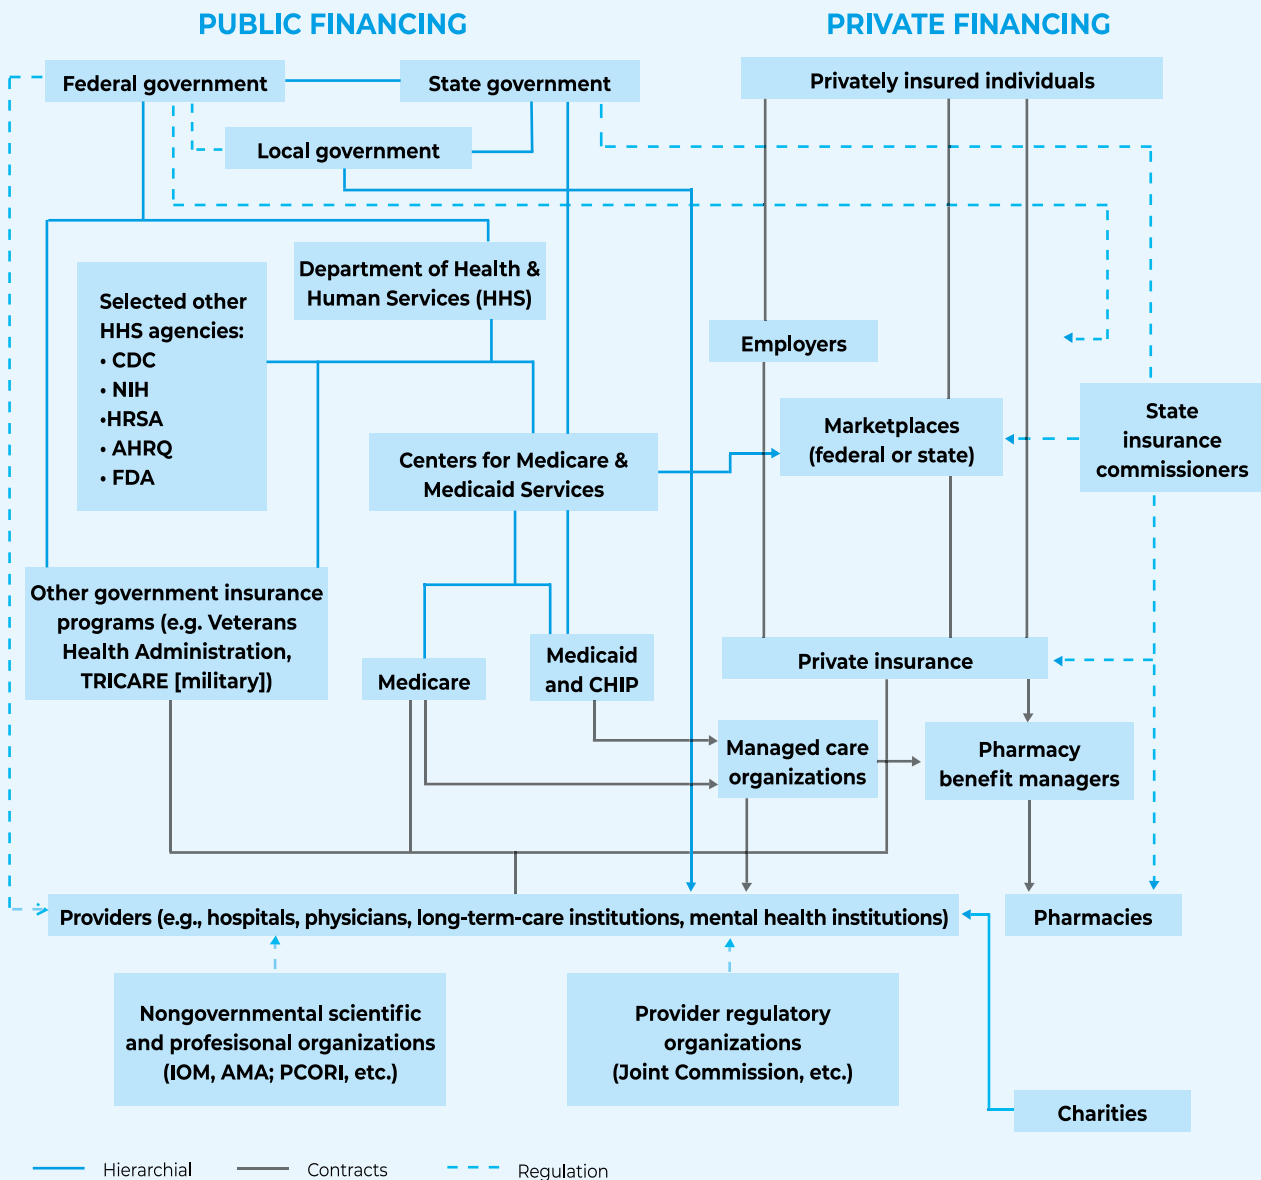 PUBLIC FINANCING
PRIVATE FINANCING
Federal government
State government
Privately insured individuals
Local government
Department of Health &
Human Services (HHS)
Selected other
HHS agencies:
• CDC
• NIH
•HRSA
• AHRQ
• FDA
Employers
Marketplaces
(federal or state)
State
insurance
commissioners
Centers for Medicare &
Medicaid Services
Other government insurance
programs (e.g. Veterans
Health Administration,
TRICARE [military])
Medicare
Medicaid
and CHIP
Private insurance
Managed care
organizations
Pharmacy
benefit managers
Providers (e.g., hospitals, physicians, long-term-care institutions, mental health institutions)
Pharmacies
Nongovernmental scientific
and profesisonal organizations
(IOM, AMA; PCORI, etc.)
Provider regulatory
organizations
(Joint Commission, etc.)
Charities
Hierarchial
Contracts
Regulation